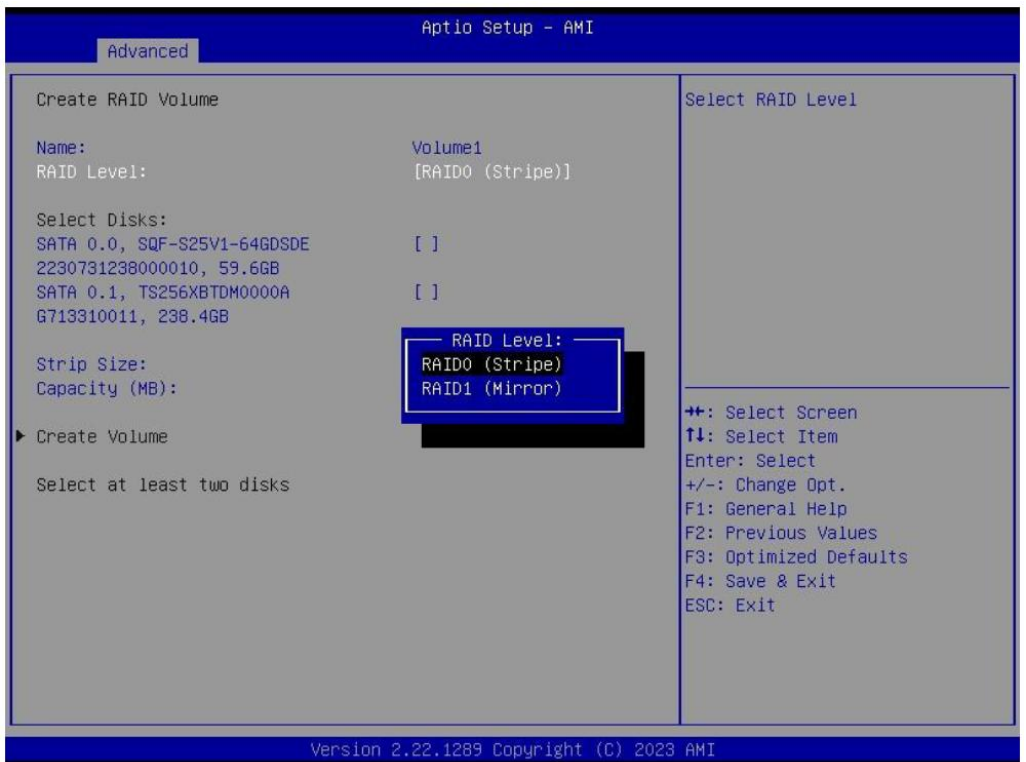 Aptio Setup – AMI
Advanced
Create RAID Volume
Name: Volume1
RAID Level: [RAID0 (Stripe)]
Select Disks:
SATA 0.0, SQF-S25V1-64GDSDE [ ]
2230731238000010, 59.6GB
SATA 0.1, TS256XBTDM0000A [ ]
G713310011, 238.4GB
Strip Size:
Capacity (MB):
Create Volume
Select at least two disks
RAID Level:
RAID0 (Stripe)
RAID1 (Mirror)
Select RAID Level
→←: Select Screen
↑↓: Select Item
Enter: Select
+/-: Change Opt.
F1: General Help
F2: Previous Values
F3: Optimized Defaults
F4: Save & Exit
ESC: Exit
Version 2.22.1289 Copyright (C) 2023 AMI